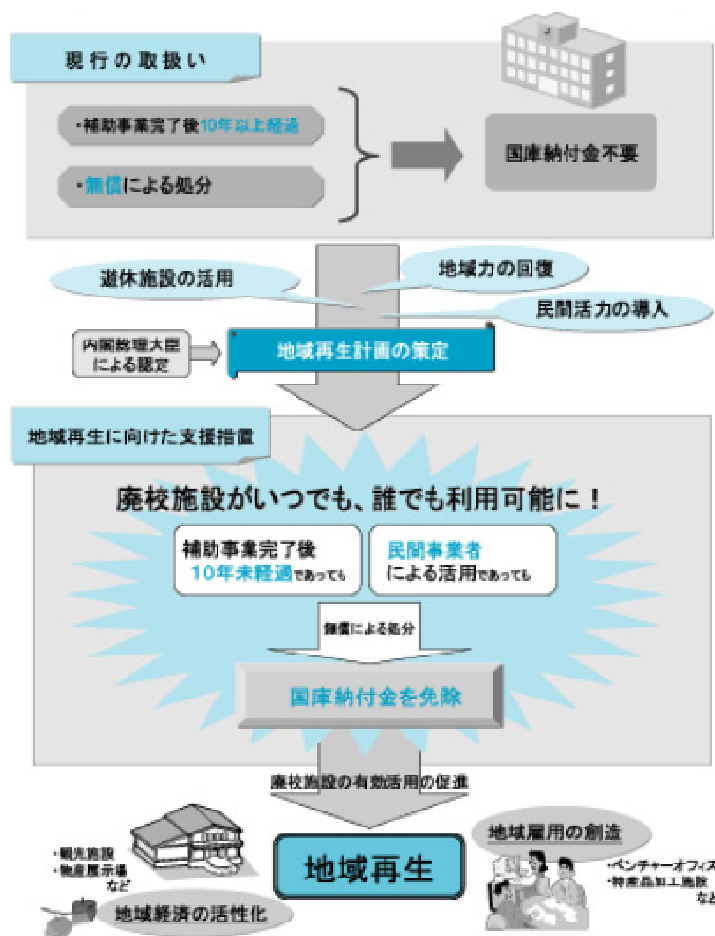 現行の取扱い
・補助事業完了後10年以上経過
・無償による処分
国庫納付金不要
遊休施設の活用
地域力の回復
民間活力の導入
内閣総理大臣
による認定
地域再生計画の策定
地域再生に向けた支援措置
廃校施設がいつでも、誰でも利用可能に！
補助事業完了後
10年未経過であっても
民間事業者
による活用であっても
無償による処分
国庫納付金を免除
廃校施設の有効活用の促進
・観光施設
・物産展示場
など
地域経済の活性化
地域再生
地域雇用の創造
・ベンチャーオフィス
・特産品加工施設
など